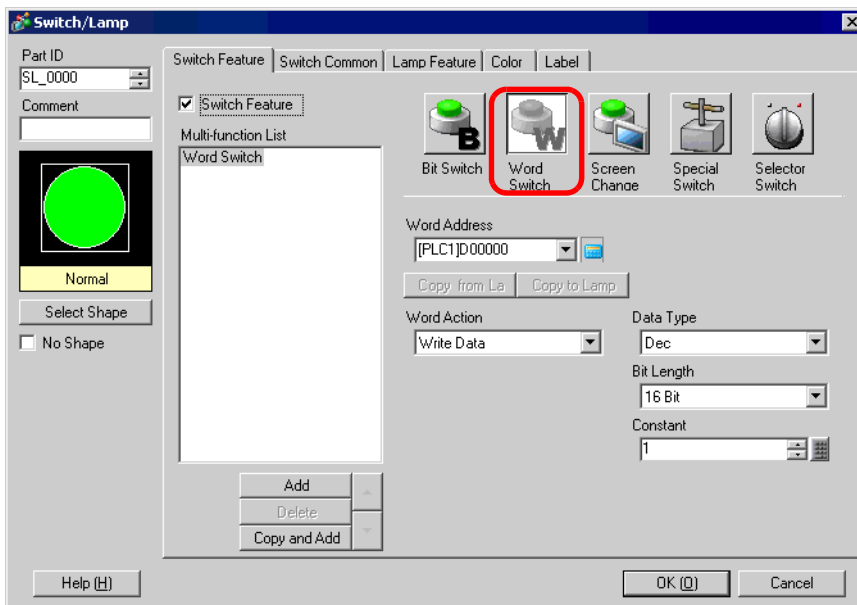 Switch/Lamp
Part ID
SL_0000
Comment
Normal
Select Shape
No Shape
Switch Feature Switch Common Lamp Feature Color Label
Switch Feature
Multi-function List
Word Switch
Add
Delete
Copy and Add
B
Bit Switch
W
Word
Switch
Screen
Change
Special
Switch
Selector
Switch
Word Address
[PLC1]D00000
Copy from La Copy to Lamp
Word Action
Write Data
Data Type
Dec
Bit Length
16 Bit
Constant
1
Help (H) OK (O) Cancel